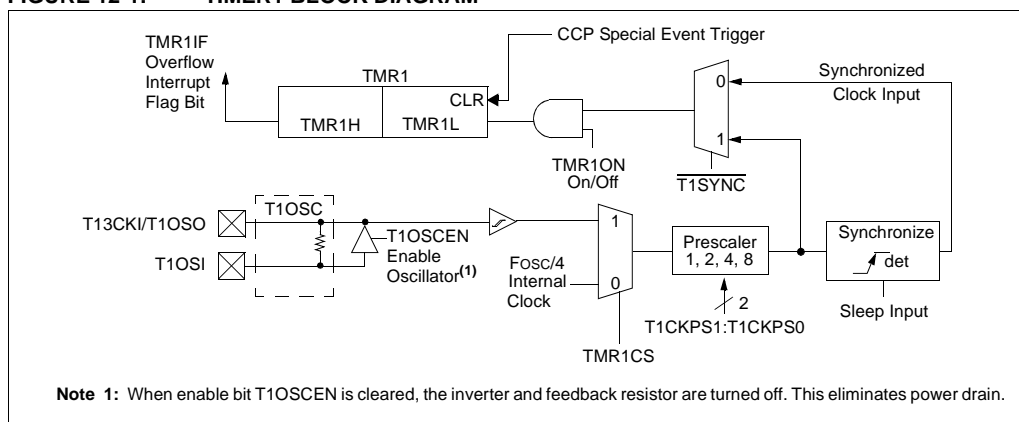 FIGURE 12-1: TIMER1 BLOCK DIAGRAM
TMR1IF
Overflow
Interrupt
Flag Bit
CCP Special Event Trigger
TMR1
CLR
TMR1H
TMR1L
TMR1ON
On/Off
0
1
T1SYNC
Synchronized
Clock Input
T13CKI/T1OSO
T1OSI
T1OSC
T1OSCEN
Enable
Oscillator(1)
FOSC/4
Internal
Clock
1
0
TMR1CS
Prescaler
1, 2, 4, 8
2
T1CKPS1:T1CKPS0
Synchronize
det
Sleep Input
Note 1: When enable bit T1OSCEN is cleared, the inverter and feedback resistor are turned off. This eliminates power drain.